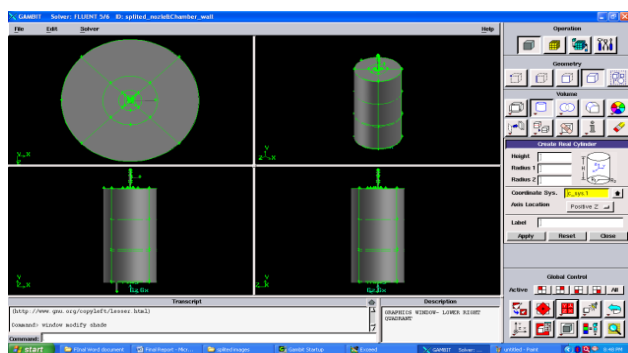 GAMBIT Solver: FLUENT 5/6 ID: splited_nozle&Chamber_wall
File Edit Solver Help
Operation
Geometry
Volume
Create Real Cylinder
Height
Radius 1
Radius 2
Coordinate Sys. c_sys.1
Axis Location Positive Z
Label
Apply Reset Close
Global Control
Active All
Transcript
(http://www.gnu.org/copyleft/lesser.html)
Command> window modify shade
Command:
Description
GRAPHICS WINDOW- LOWER RIGHT
QUADRANT
start Final Word document Final Report - Micr... splitedimages Gambit Startup Exceed GAMBIT Solver: ... untitled - Paint